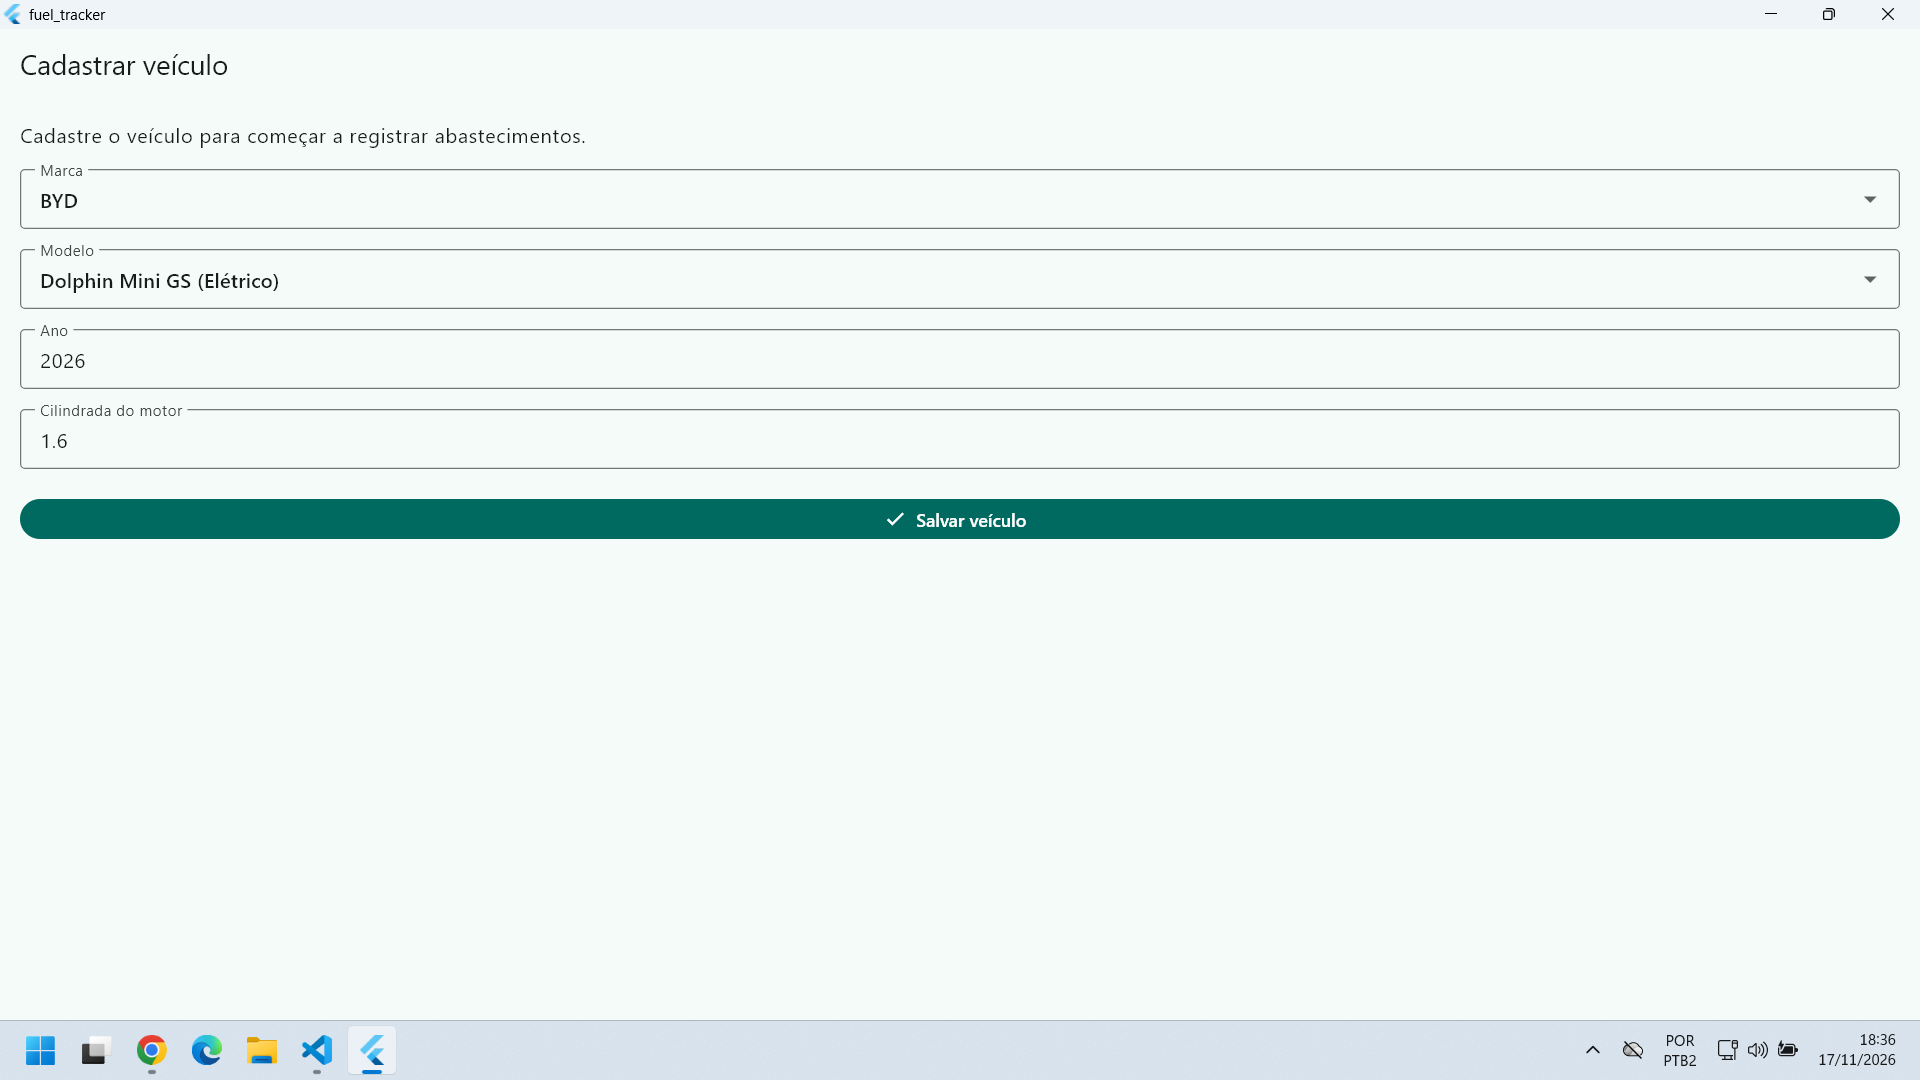 fuel_tracker
Cadastrar veículo
Cadastre o veículo para começar a registrar abastecimentos.
Marca
BYD
Modelo
Dolphin Mini GS (Elétrico)
Ano
2026
Cilindrada do motor
1.6
Salvar veículo
POR
PTB2
18:36
17/11/2026